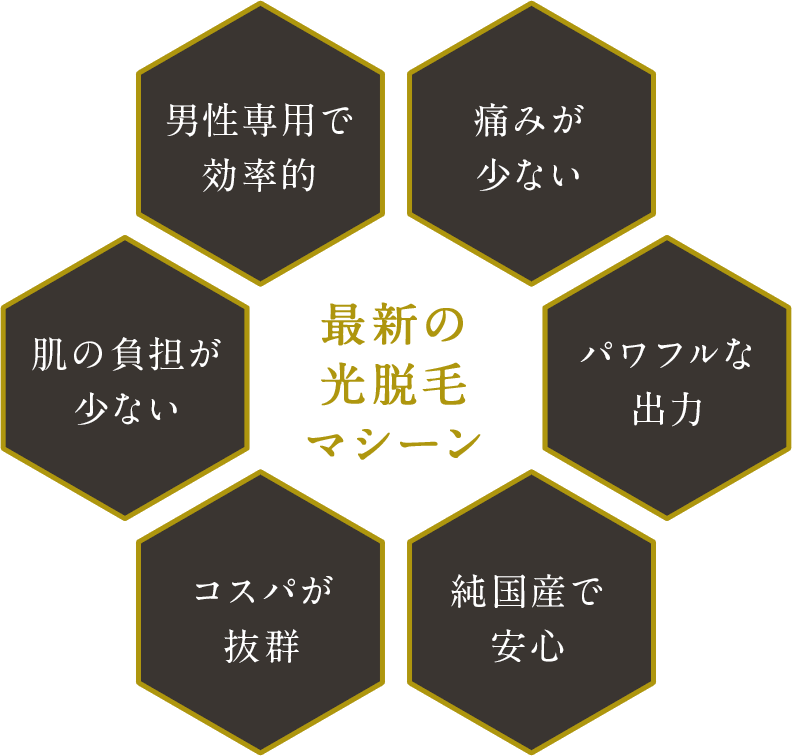 男性専用で
効率的
痛みが
少ない
肌の負担が
少ない
最新の
光脱毛
マシーン
パワフルな
出力
コスパが
抜群
純国産で
安心